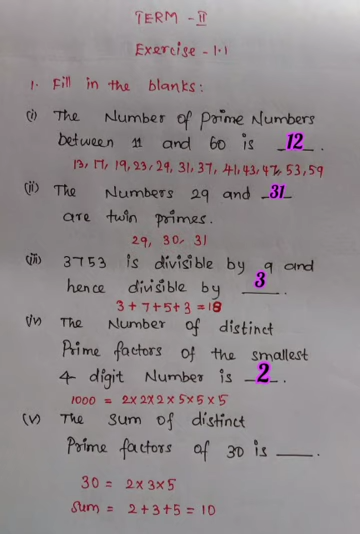 TERM - II
Exercise - 1.1
1. Fill in the blanks:
(i) The Number of Prime Numbers
between 11 and 60 is 12.
13, 17, 19, 23, 29, 31, 37, 41, 43, 47, 53, 59
(ii) The Numbers 29 and 31
are twin primes.
29, 30, 31
(iii) 3753 is divisible by 9 and
hence divisible by 3.
3 + 7 + 5 + 3 = 18
(iv) The Number of distinct
Prime factors of the smallest
4 digit Number is 2.
1000 = 2 x 2 x 2 x 5 x 5 x 5
(v) The Sum of distinct
Prime factors of 30 is ___.
30 = 2 x 3 x 5
Sum = 2 + 3 + 5 = 10